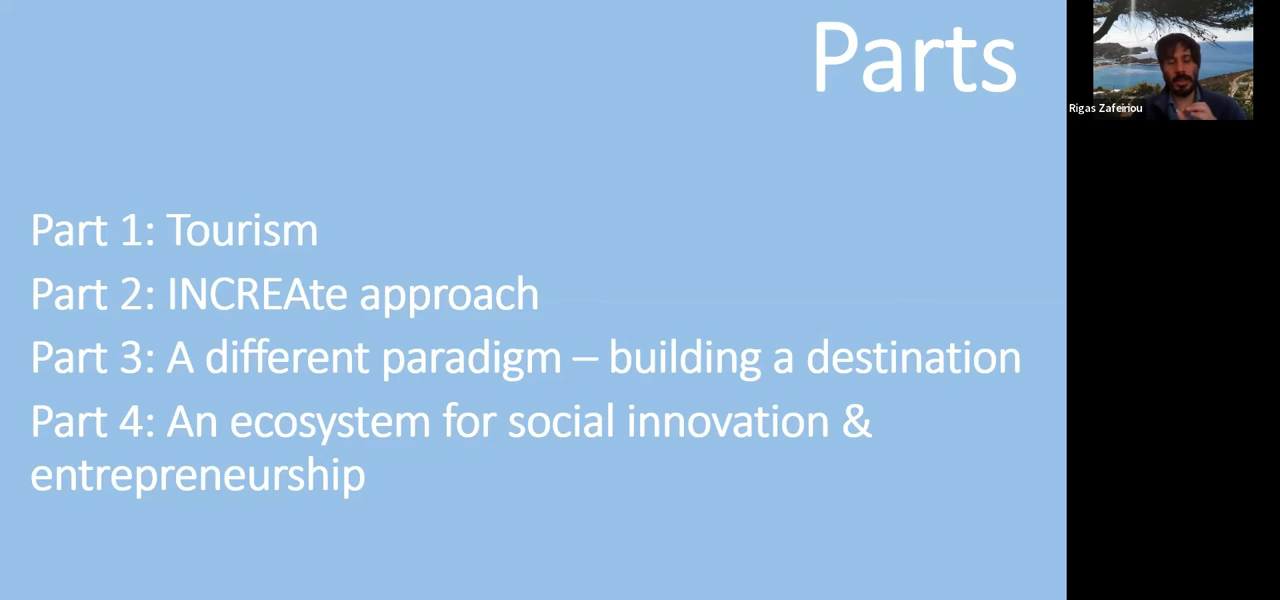 Parts
Rigas Zafeiriou
Part 1: Tourism
Part 2: INCREAte approach
Part 3: A different paradigm – building a destination
Part 4: An ecosystem for social innovation &
entrepreneurship